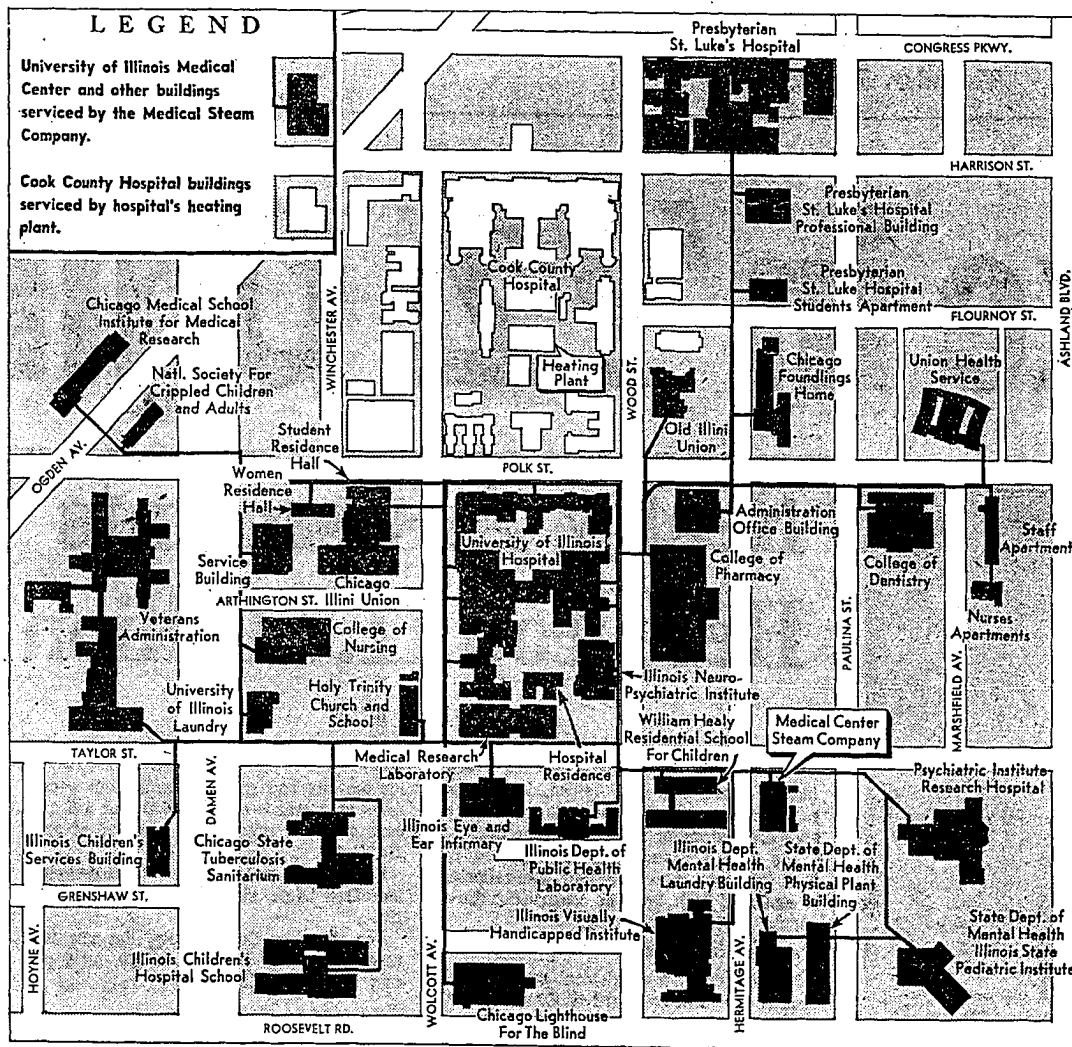 LEGEND
University of Illinois Medical
Center and other buildings
serviced by the Medical Steam
Company.
Cook County Hospital buildings
serviced by hospital's heating
plant.
Presbyterian
St. Luke's Hospital
CONGRESS PKWY.
HARRISON ST.
Presbyterian
St. Luke's Hospital
Professional Building
Cook County
Hospital
Presbyterian
St. Luke Hospital
Students Apartment
FLOURNOY ST.
ASHLAND BLVD.
WINCHESTER AV.
Chicago Medical School
Institute for Medical
Research
Natl. Society For
Crippled Children
and Adults
Heating
Plant
WOOD ST.
Chicago
Foundlings
Home
Union Health
Service
Old Illini
Union
OGDEN AV.
Student
Residence
Hall
POLK ST.
Women
Residence
Hall
Service
Building
Chicago
Illini Union
ARTHINGTON ST.
University of Illinois
Hospital
Administration
Office Building
College of
Pharmacy
College of
Dentistry
Staff
Apartment
Nurses
Apartments
PAULINA ST.
MARSHFIELD AV.
Veterans
Administration
College of
Nursing
University
of Illinois
Laundry
Holy Trinity
Church and
School
Illinois Neuro-
Psychiatric Institute
William Healy
Residential School
For Children
Medical Center
Steam Company
TAYLOR ST.
DAMEN AV.
Medical Research
Laboratory
Hospital
Residence
Psychiatric Institute
Research Hospital
Illinois Children's
Services Building
Chicago State
Tuberculosis
Sanitarium
Illinois Eye and
Ear Infirmary
Illinois Dept. of
Public Health
Laboratory
Illinois Dept.
Mental Health
Laundry Building
State Dept. of
Mental Health
Physical Plant
Building
GRENSHAW ST.
Illinois Visually
Handicapped Institute
State Dept. of
Mental Health
Illinois State
Pediatric Institute
HOYNE AV.
Illinois Children's
Hospital School
WOLCOTT AV.
Chicago Lighthouse
For The Blind
HERMITAGE AV.
ROOSEVELT RD.